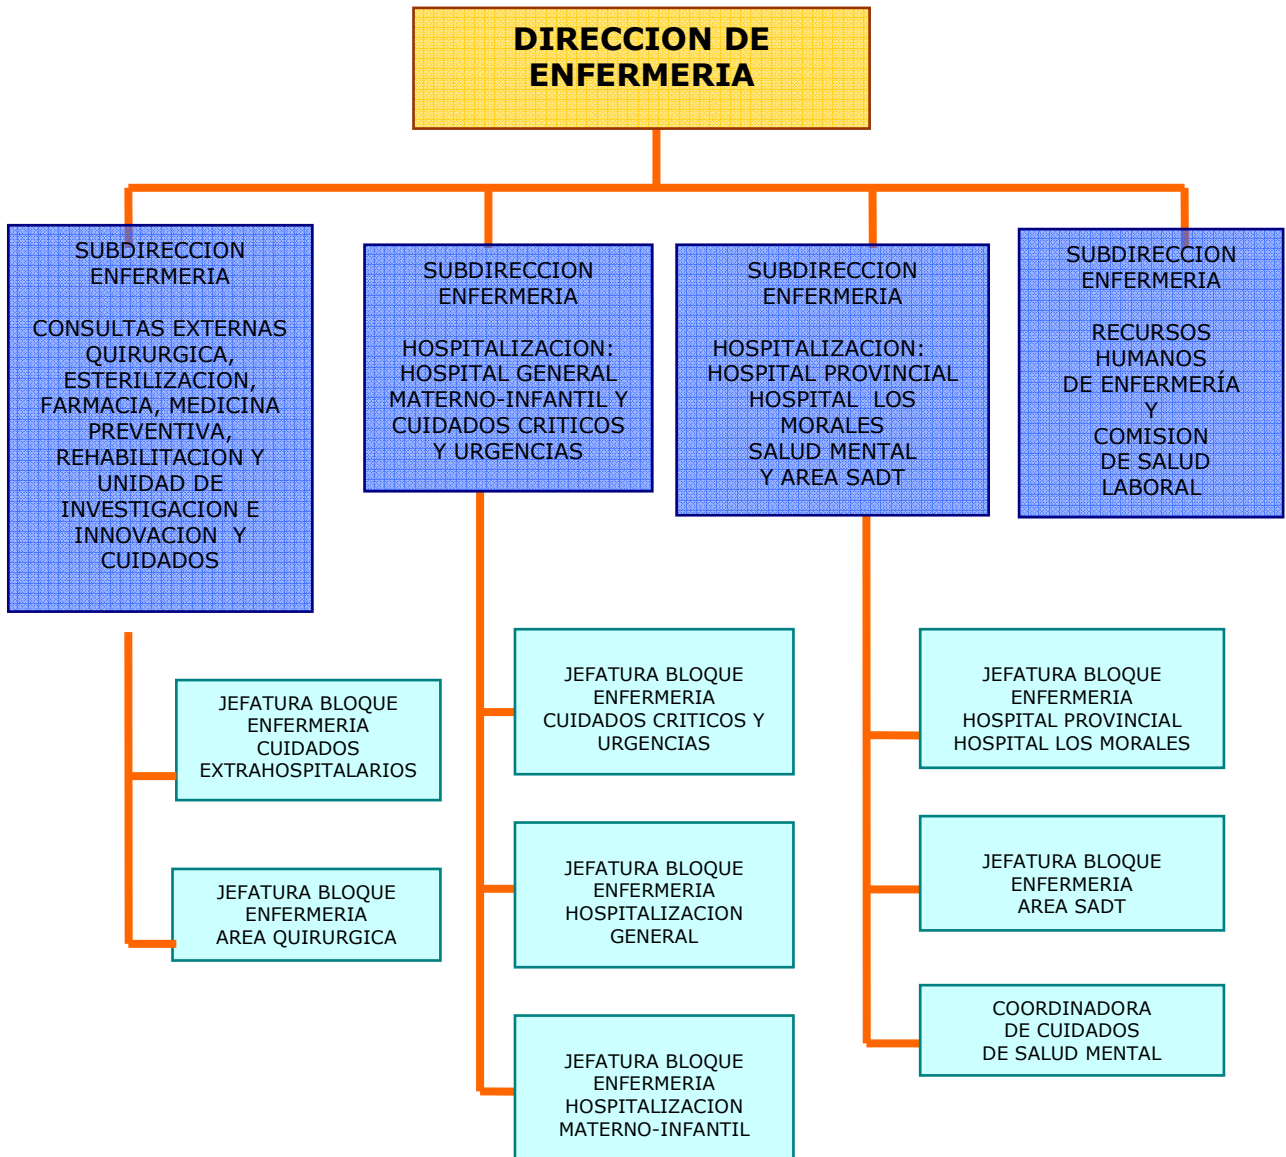 DIRECCION DE
ENFERMERIA
SUBDIRECCION
ENFERMERIA
CONSULTAS EXTERNAS
QUIRURGICA,
ESTERILIZACION,
FARMACIA, MEDICINA
PREVENTIVA,
REHABILITACION Y
UNIDAD DE
INVESTIGACION E
INNOVACION Y
CUIDADOS
SUBDIRECCION
ENFERMERIA
HOSPITALIZACION:
HOSPITAL GENERAL
MATERNO-INFANTIL Y
CUIDADOS CRITICOS
Y URGENCIAS
SUBDIRECCION
ENFERMERIA
HOSPITALIZACION:
HOSPITAL PROVINCIAL
HOSPITAL LOS
MORALES
SALUD MENTAL
Y AREA SADT
SUBDIRECCION
ENFERMERIA
RECURSOS
HUMANOS
DE ENFERMERÍA
Y
COMISION
DE SALUD
LABORAL
JEFATURA BLOQUE
ENFERMERIA
CUIDADOS
EXTRAHOSPITALARIOS
JEFATURA BLOQUE
ENFERMERIA
AREA QUIRURGICA
JEFATURA BLOQUE
ENFERMERIA
CUIDADOS CRITICOS Y
URGENCIAS
JEFATURA BLOQUE
ENFERMERIA
HOSPITALIZACION
GENERAL
JEFATURA BLOQUE
ENFERMERIA
HOSPITALIZACION
MATERNO-INFANTIL
JEFATURA BLOQUE
ENFERMERIA
HOSPITAL PROVINCIAL
HOSPITAL LOS MORALES
JEFATURA BLOQUE
ENFERMERIA
AREA SADT
COORDINADORA
DE CUIDADOS
DE SALUD MENTAL